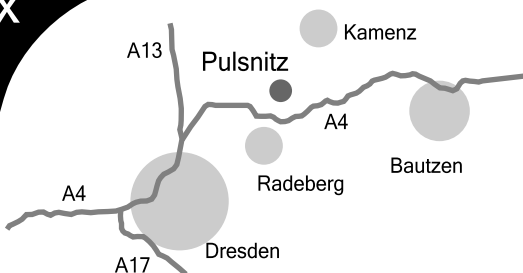 X
Kamenz
A13
Pulsnitz
A4
Bautzen
Radeberg
A4
Dresden
A17